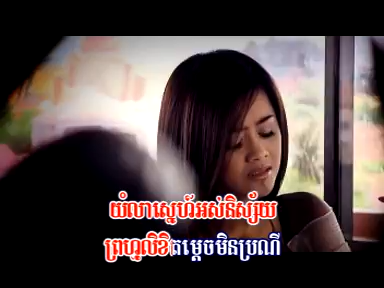 យំលាស្នេហ៍អស់និស្ស័យ
ព្រហ្មលិខិតគម្ដេចមិនប្រណី